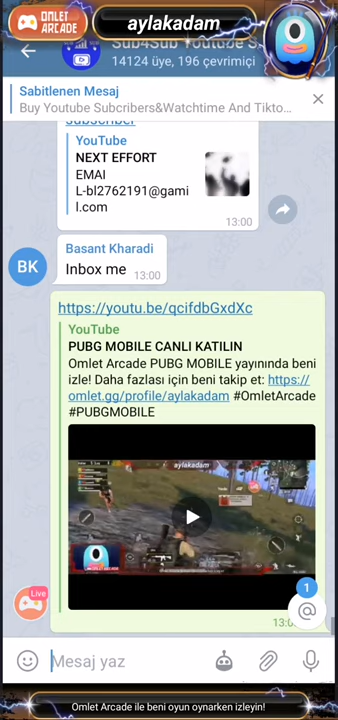 OMLET
ARCADE
aylakadam
Sub4Sub Youtube S
14124 üye, 196 çevrimiçi
Sabitlenen Mesaj
Buy Youtube Subcribers&Watchtime And Tikto...
subscriber
YouTube
NEXT EFFORT
EMAI
L-bl2762191@gami
l.com
13:00
BK
Basant Kharadi
Inbox me
13:00
https://youtu.be/qcifdbGxdXc
YouTube
PUBG MOBILE CANLI KATILIN
Omlet Arcade PUBG MOBILE yayınında beni
izle! Daha fazlası için beni takip et: https://
omlet.gg/profile/aylakadam #OmletArcade
#PUBGMOBILE
aylakadam
Live
1
@
Mesaj yaz
Omlet Arcade ile beni oyun oynarken izleyin!